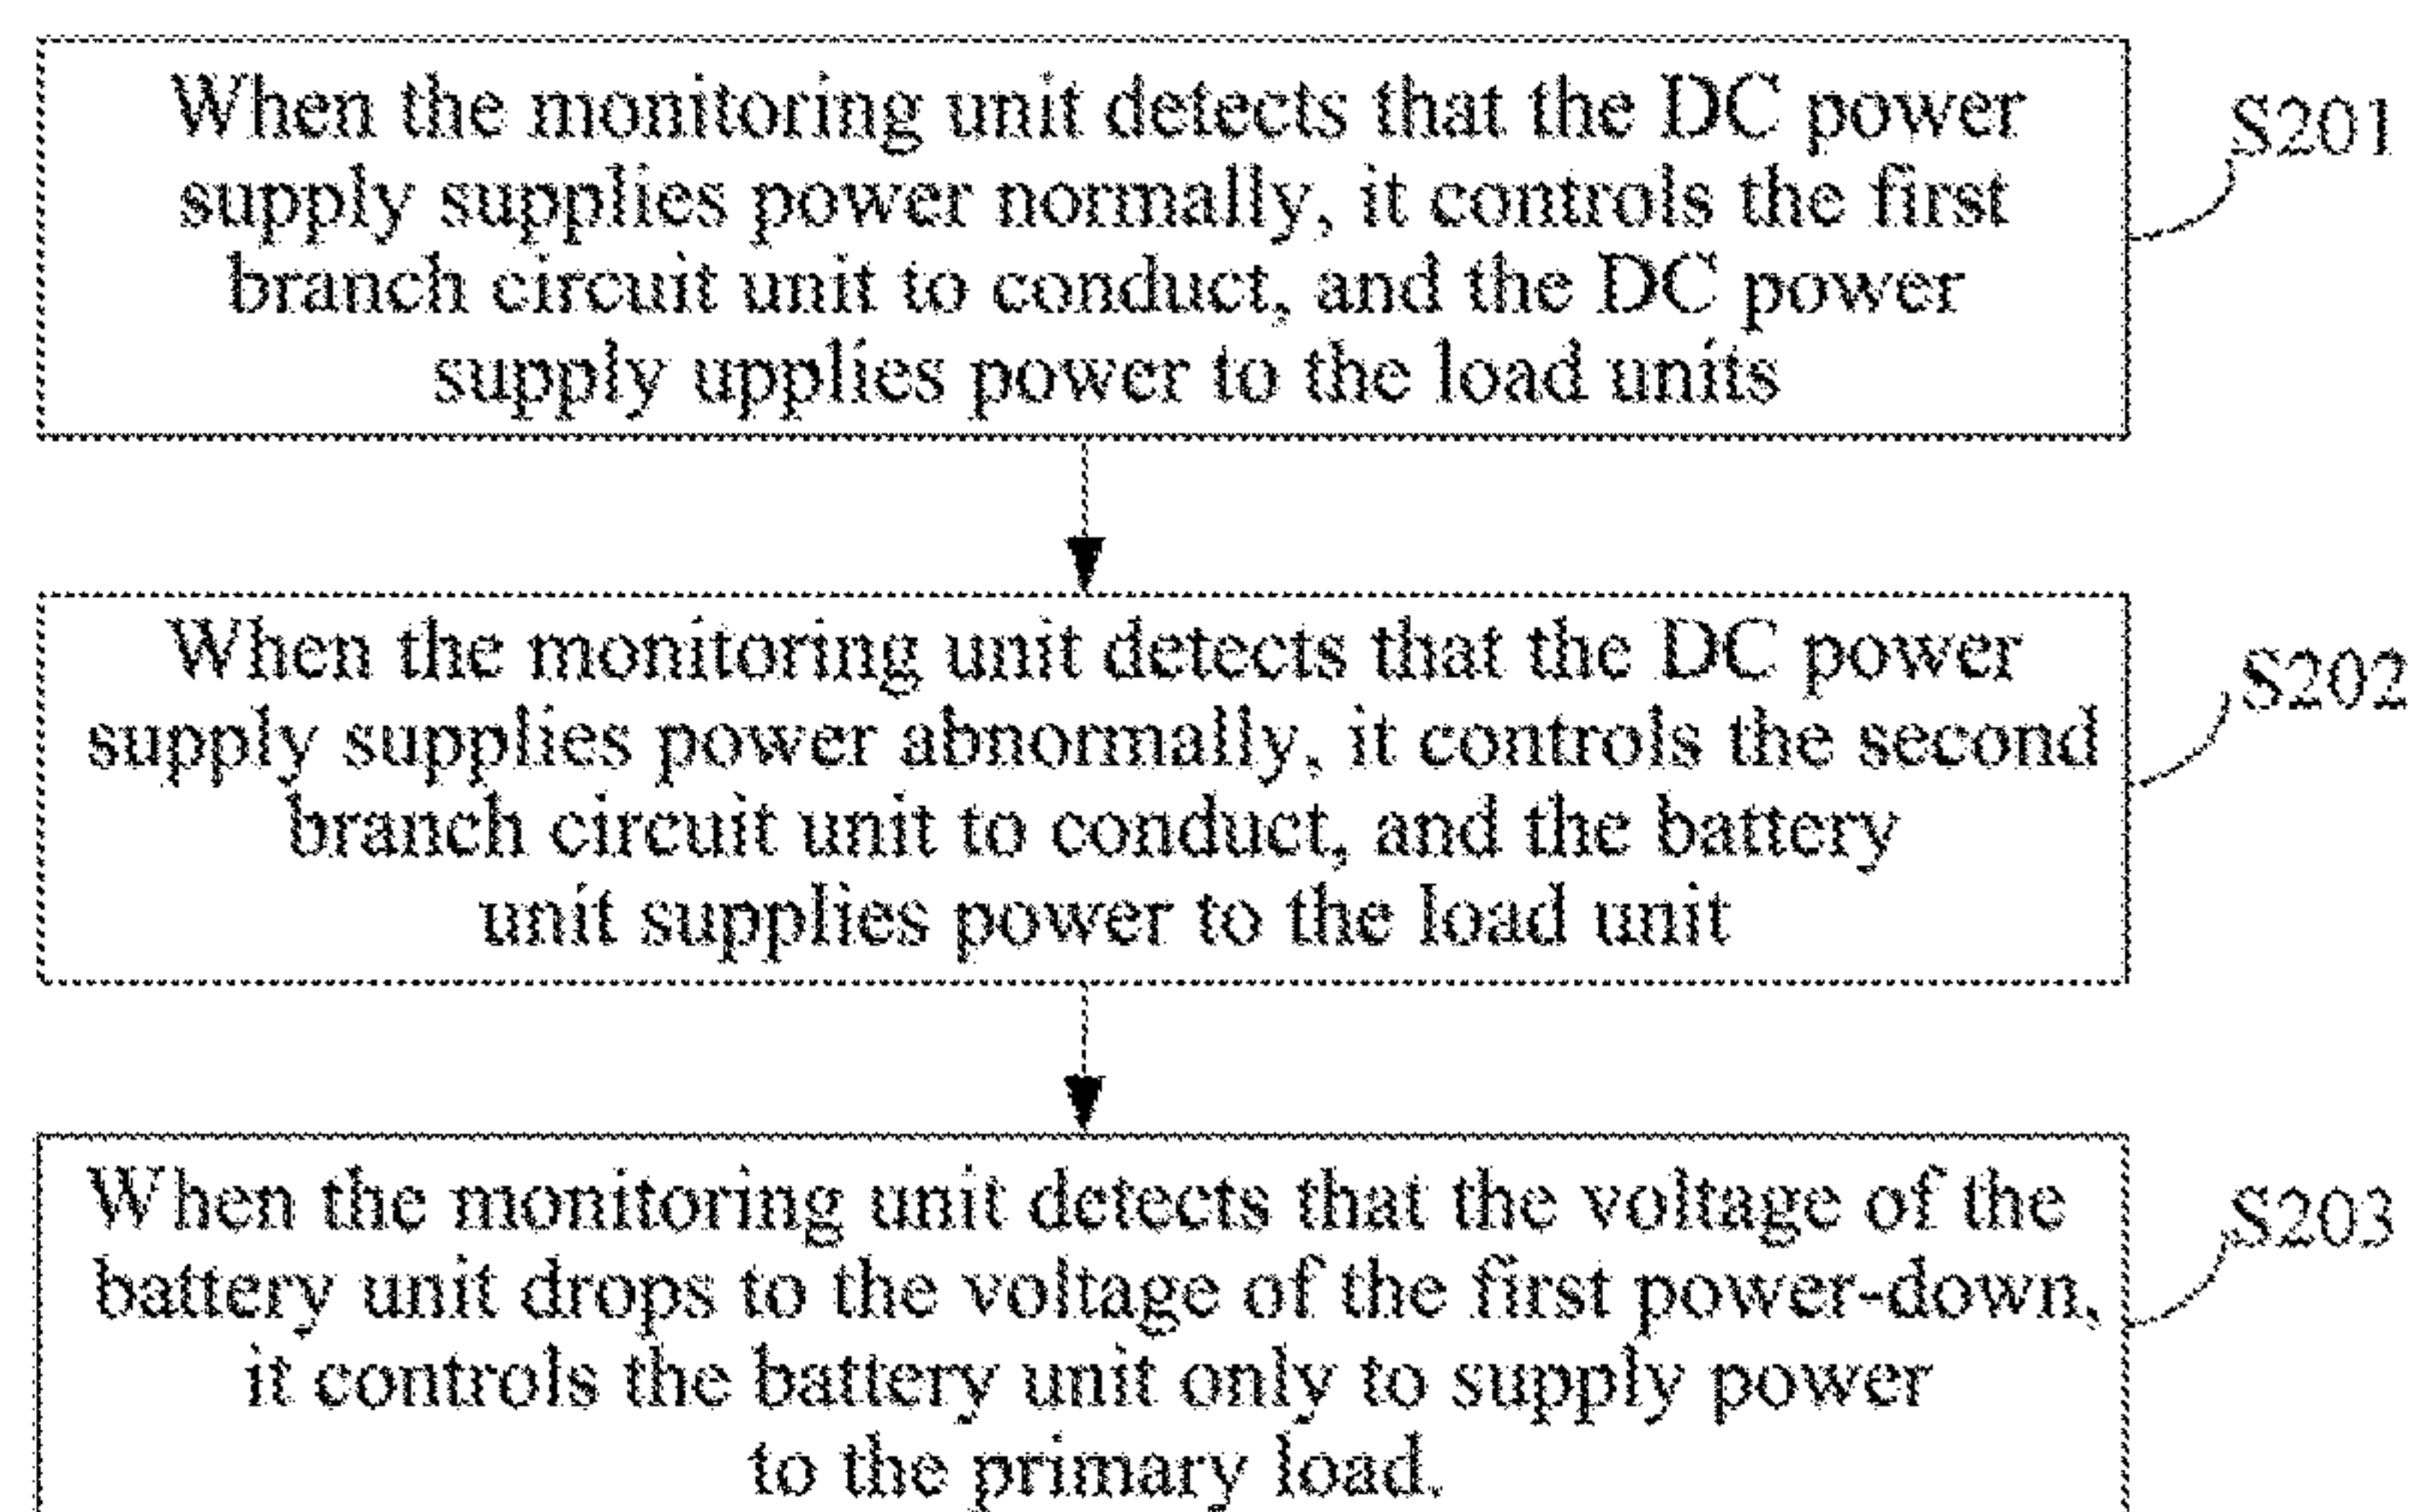 When the monitoring unit detects that the DC power
supply supplies power normally, it controls the first
branch circuit unit to conduct, and the DC power
supply upplies power to the load units
S201
When the monitoring unit detects that the DC power
supply supplies power abnormally, it controls the second
branch circuit unit to conduct, and the battery
unit supplies power to the load unit
S202
When the monitoring unit detects that the voltage of the
battery unit drops to the voltage of the first power-down,
it controls the battery unit only to supply power
to the primary load.
S203